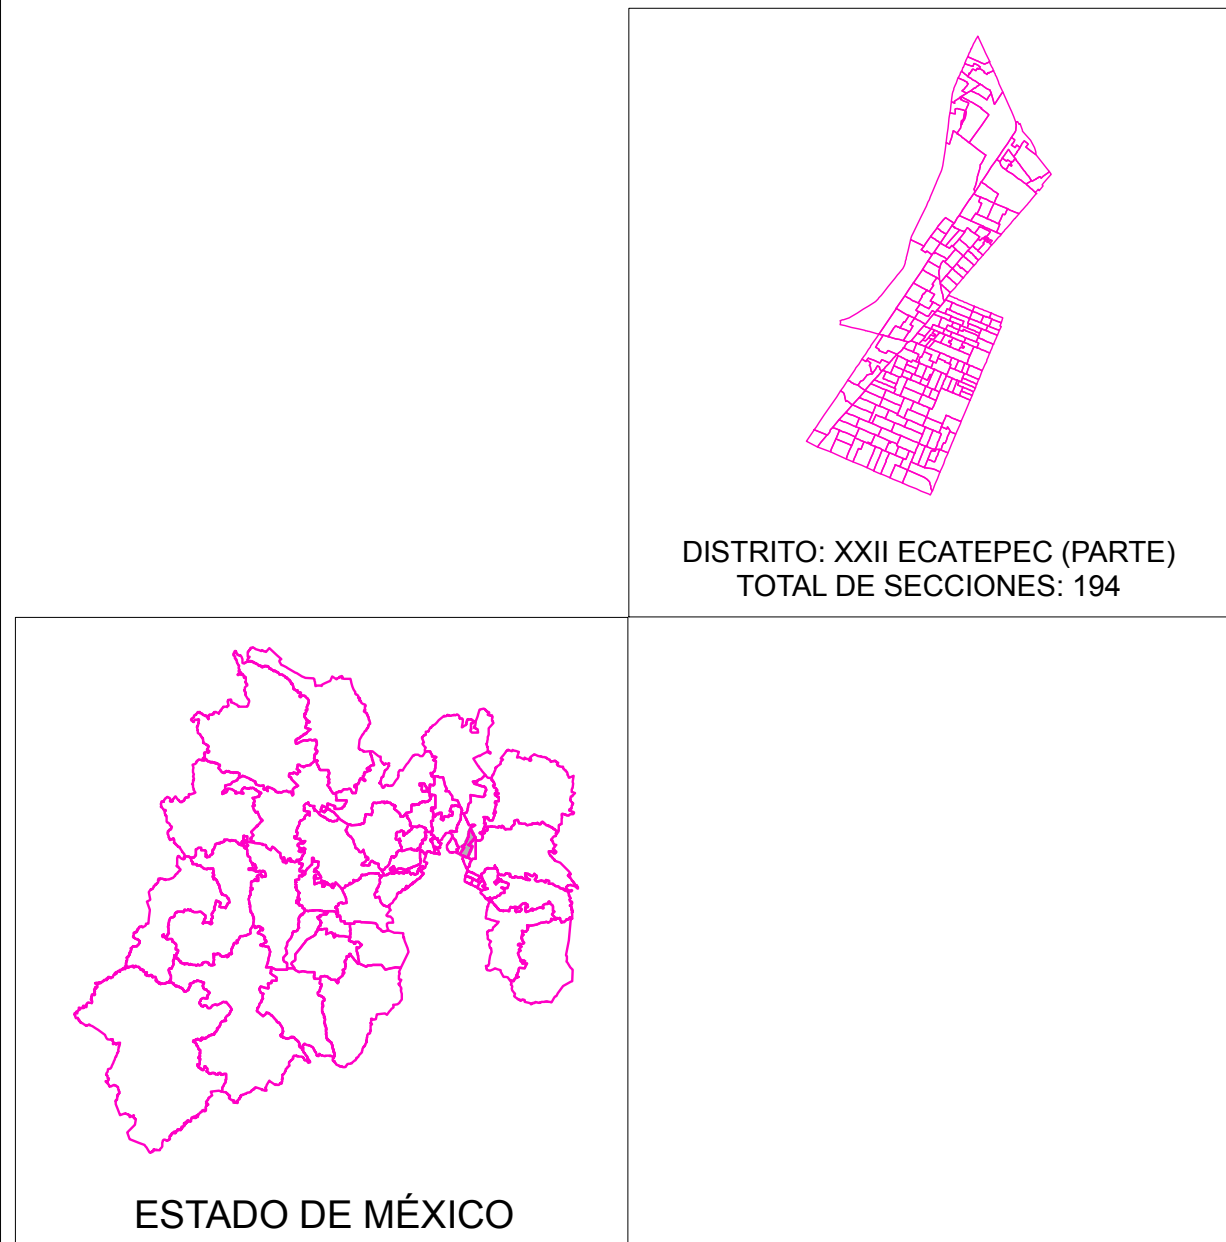 DISTRITO: XXII ECATEPEC (PARTE)
TOTAL DE SECCIONES: 194
ESTADO DE MÉXICO